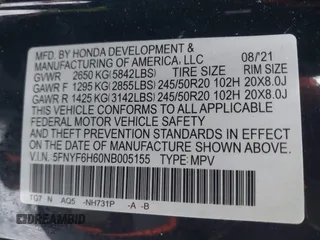 MFD. BY HONDA DEVELOPMENT &
MANUFACTURING OF AMERICA, LLC 08/'21
GVWR 2650 KG(5842LBS) TIRE SIZE RIM SIZE
GAWR F 1295 KG(2855LBS) 245/50R20 102H 20X8.0J
GAWR R 1425 KG(3142LBS) 245/50R20 102H 20X8.0J
THIS VEHICLE CONFORMS TO ALL APPLICABLE
FEDERAL MOTOR VEHICLE SAFETY AND THEFT
PREVENTION STANDARDS IN EFFECT ON THE DATE OF
MANUFACTURE SHOWN ABOVE.
V.I.N. 5FNYF6H60NB005155 TYPE: MPV
TG7 N AQ5 -NH731P -A -B
DREAMBID